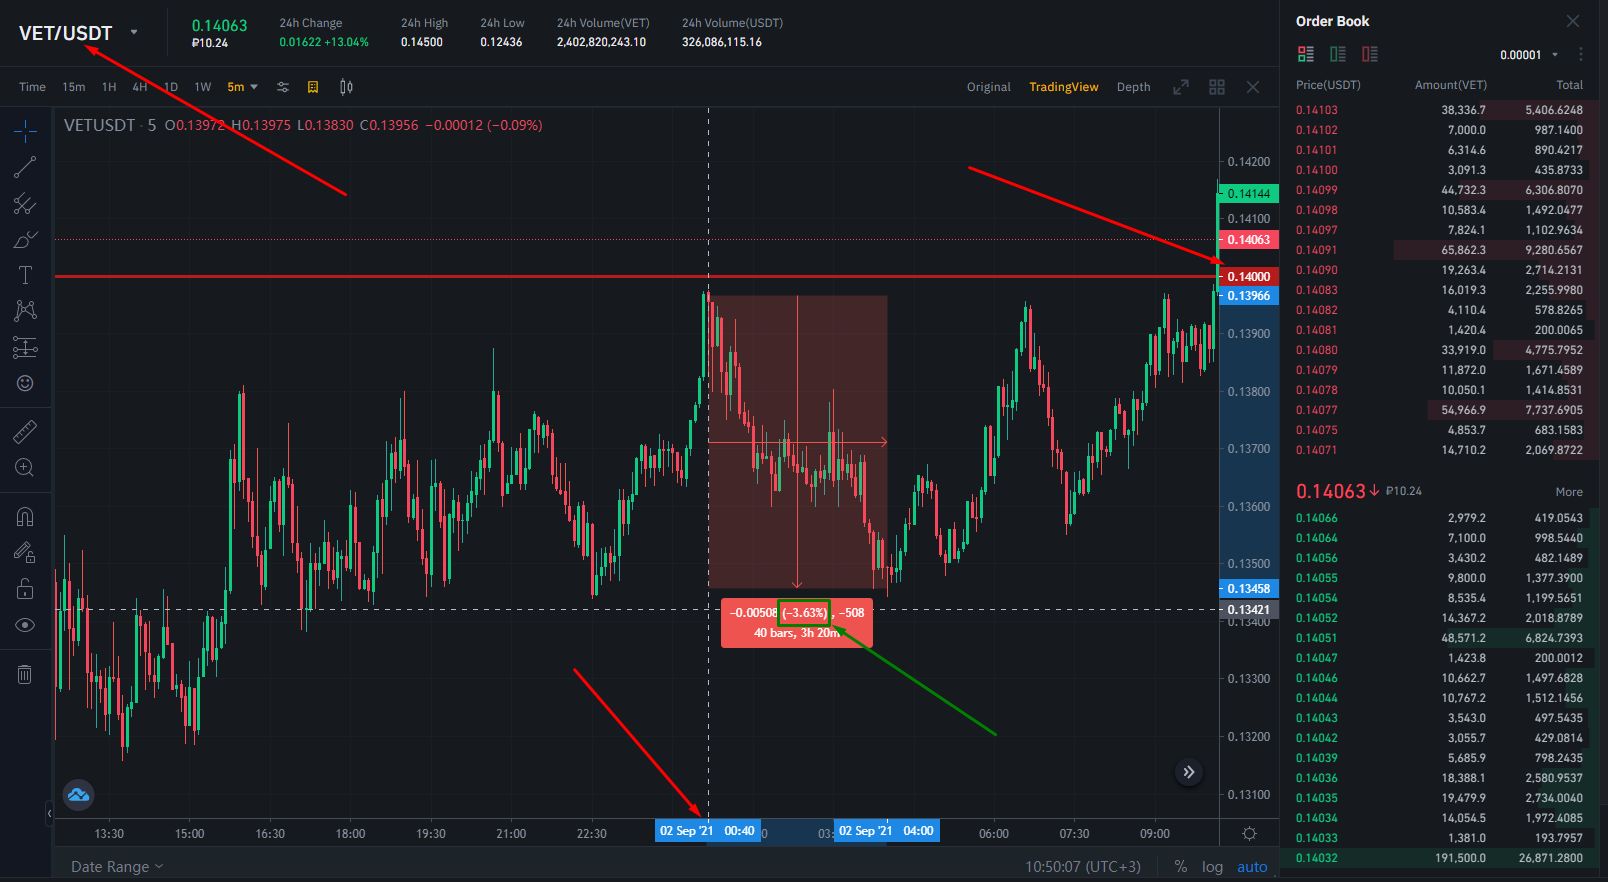 VET/USDT
0.14063
₽10.24
24h Change
0.01622 +13.04%
24h High
0.14500
24h Low
0.12436
24h Volume(VET)
2,402,820,243.10
24h Volume(USDT)
326,086,115.16
Time 15m 1H 4H 1D 1W 5m
Original TradingView Depth
VETUSDT · 5 O0.13972 H0.13975 L0.13830 C0.13956 −0.00012 (−0.09%)
0.14200
0.14144
0.14100
0.14063
0.14000
0.13966
0.13900
0.13800
0.13700
0.13600
0.13500
0.13458
0.13421
0.13400
0.13300
0.13200
0.13100
−0.00508 (−3.63%) , −508
40 bars, 3h 20m
13:30 15:00 16:30 18:00 19:30 21:00 22:30 02 Sep '21 00:40 02 Sep '21 04:00 06:00 07:30 09:00
Date Range
10:50:07 (UTC+3) % log auto
Order Book
0.00001
Price(USDT) Amount(VET) Total
0.14103 38,336.7 5,406.6248
0.14102 7,000.0 987.1400
0.14101 6,314.6 890.4217
0.14100 3,091.3 435.8733
0.14099 44,732.3 6,306.8070
0.14098 10,583.4 1,492.0477
0.14097 7,824.1 1,102.9634
0.14091 65,862.3 9,280.6567
0.14090 19,263.4 2,714.2131
0.14083 16,019.3 2,255.9980
0.14082 4,110.4 578.8265
0.14081 1,420.4 200.0065
0.14080 33,919.0 4,775.7952
0.14079 11,872.0 1,671.4589
0.14078 10,050.1 1,414.8531
0.14077 54,966.9 7,737.6905
0.14075 4,853.7 683.1583
0.14071 14,710.2 2,069.8722
0.14063↓ ₽10.24 More
0.14066 2,979.2 419.0543
0.14064 7,100.0 998.5440
0.14056 3,430.2 482.1489
0.14055 9,800.0 1,377.3900
0.14054 8,535.4 1,199.5651
0.14052 14,367.2 2,018.8789
0.14051 48,571.2 6,824.7393
0.14047 1,423.8 200.0012
0.14046 10,662.7 1,497.6828
0.14044 10,767.2 1,512.1456
0.14043 3,543.0 497.5435
0.14042 3,055.7 429.0814
0.14039 5,685.9 798.2435
0.14036 18,388.1 2,580.9537
0.14035 19,479.9 2,734.0040
0.14034 14,054.5 1,972.4085
0.14033 1,381.0 193.7957
0.14032 191,500.0 26,871.2800